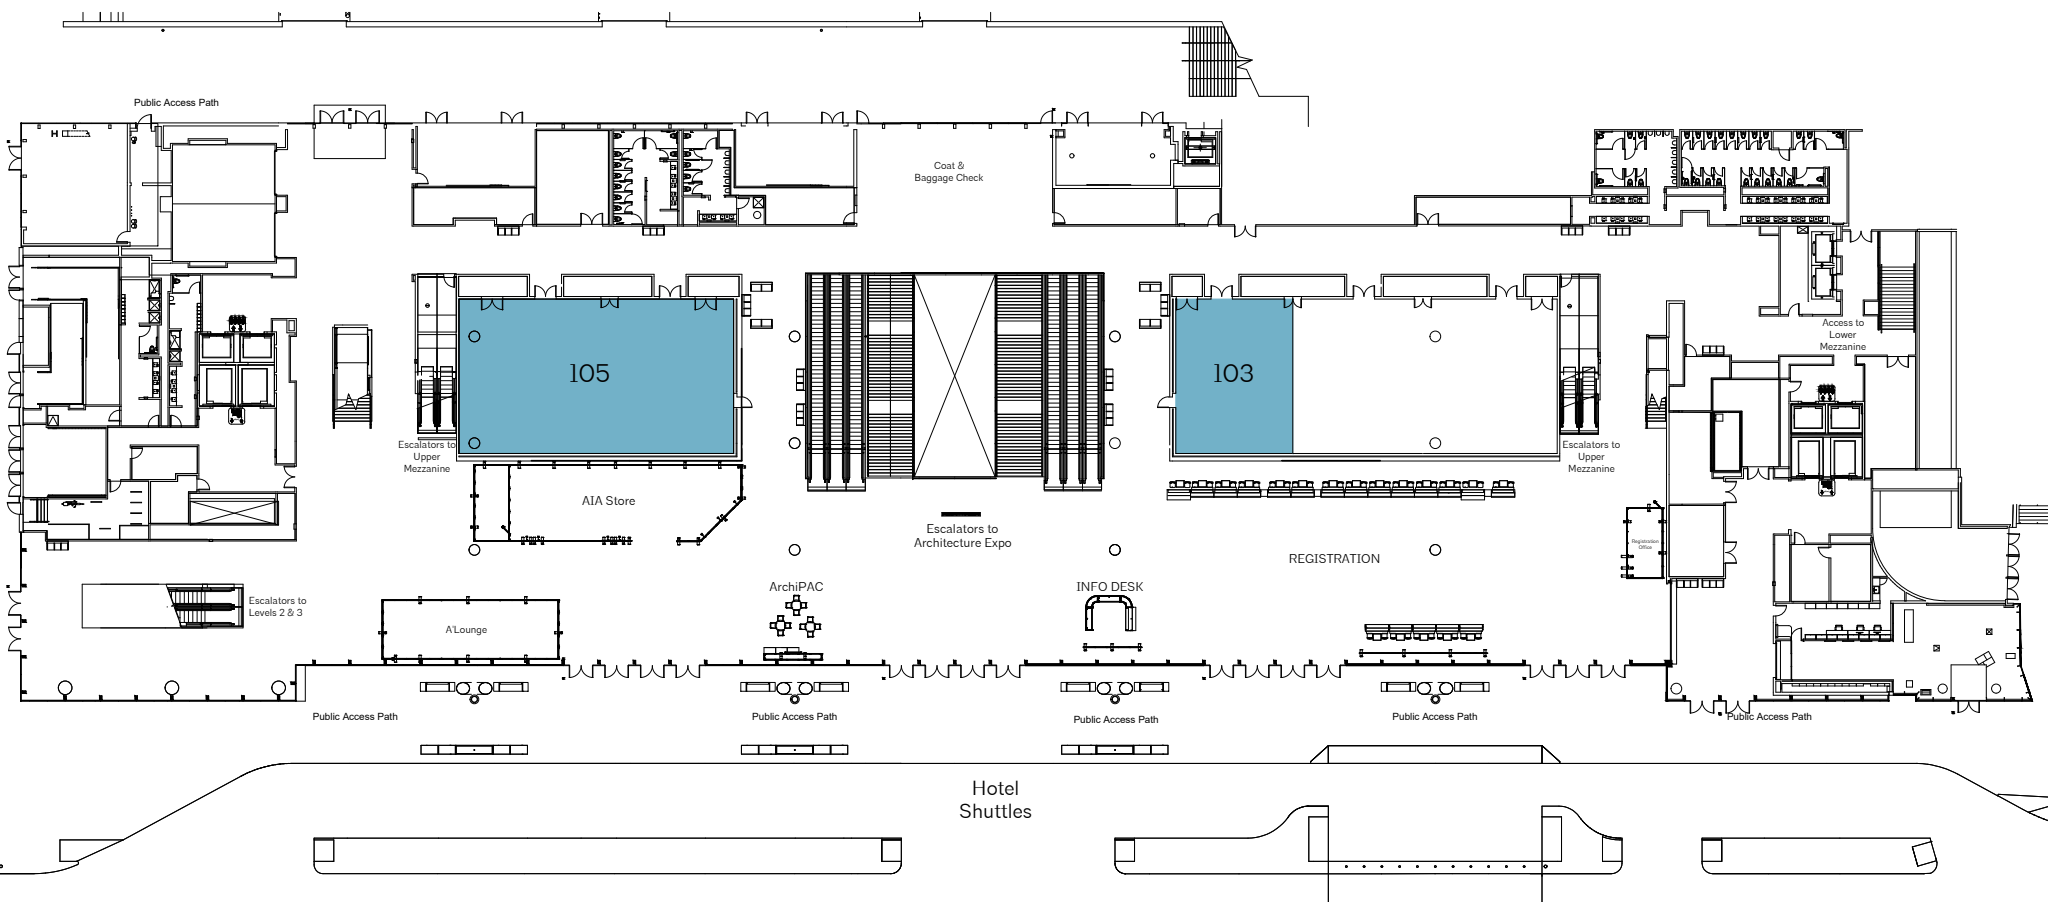 Public Access Path
H
Coat &
Baggage Check
105
103
Access to
Lower
Mezzanine
Escalators to
Upper
Mezzanine
Escalators to
Upper
Mezzanine
AIA Store
Escalators to
Architecture Expo
REGISTRATION
Registration
Office
ArchiPAC
INFO DESK
Escalators to
Levels 2 & 3
A'Lounge
Public Access Path
Public Access Path
Public Access Path
Public Access Path
Public Access Path
Hotel
Shuttles